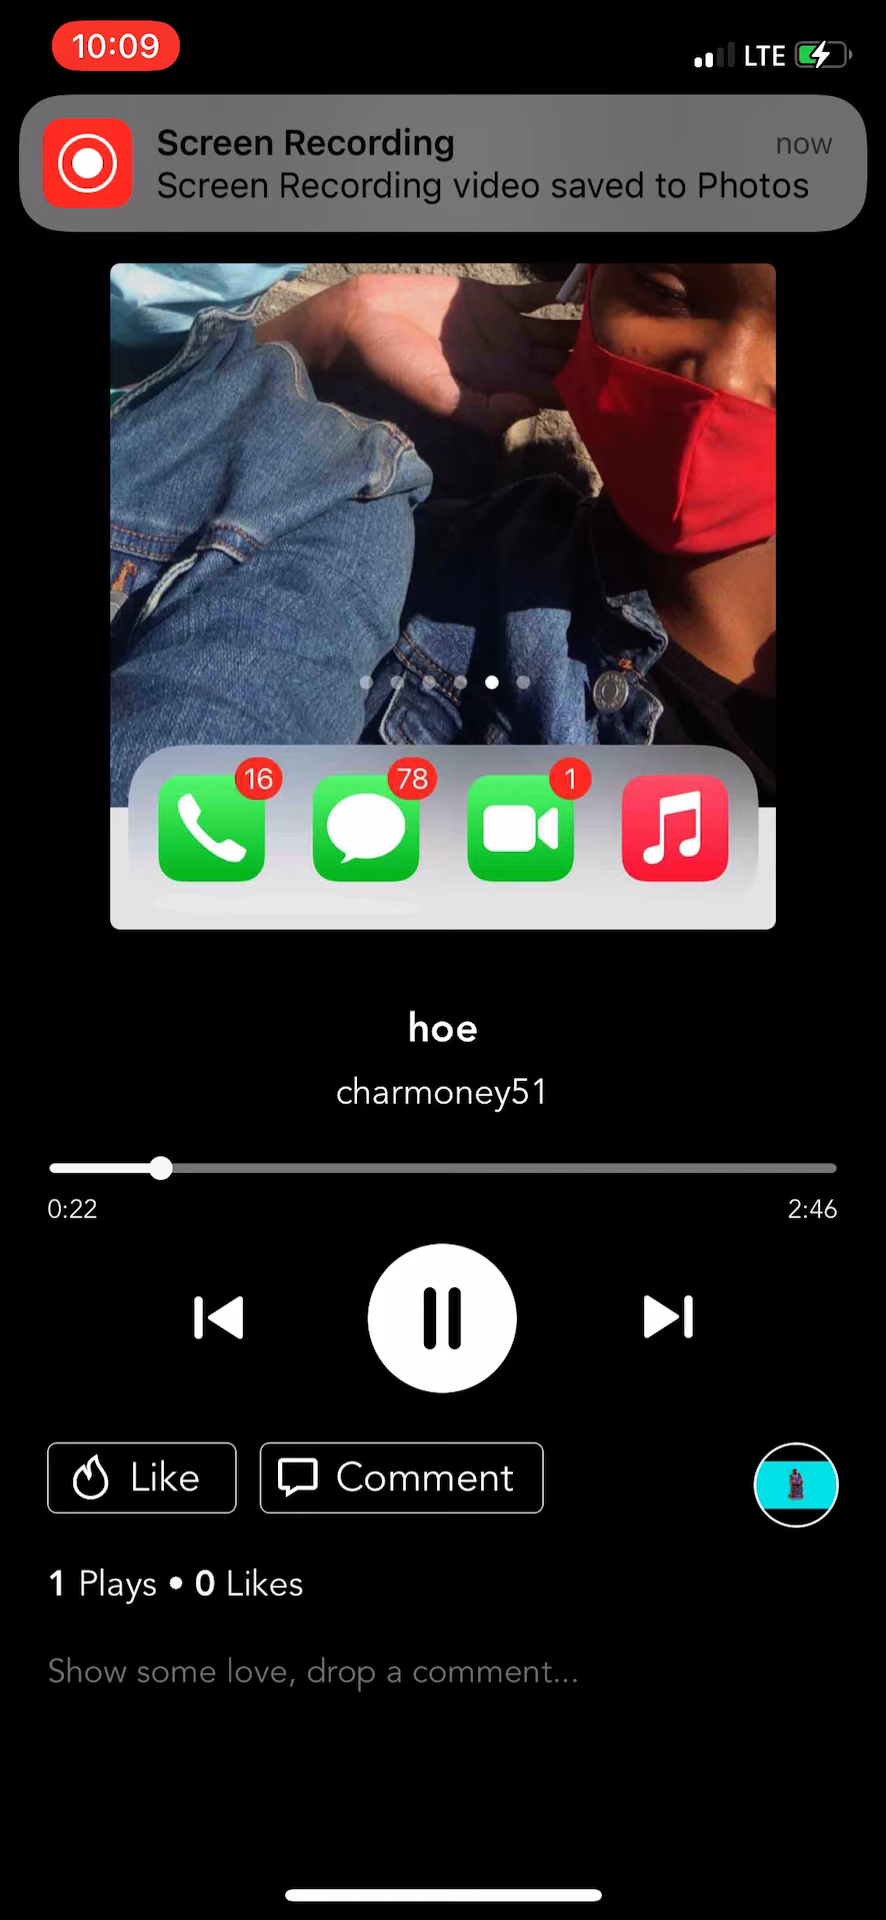 10:09
LTE
Screen Recording
now
Screen Recording video saved to Photos
16
78
1
hoe
charmoney51
0:22
2:46
Like
Comment
1 Plays • 0 Likes
Show some love, drop a comment...